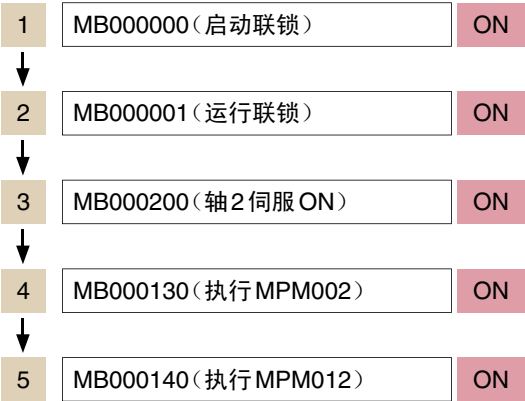 1 MB000000（启动联锁） ON
2 MB000001（运行联锁） ON
3 MB000200（轴2伺服ON） ON
4 MB000130（执行MPM002） ON
5 MB000140（执行MPM012） ON